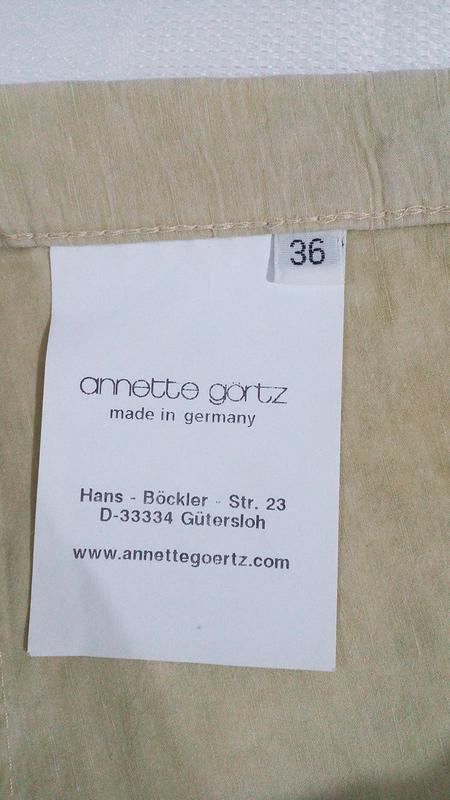 36
annette görtz
made in germany
Hans - Böckler - Str. 23
D-33334 Gütersloh
www.annettegoertz.com